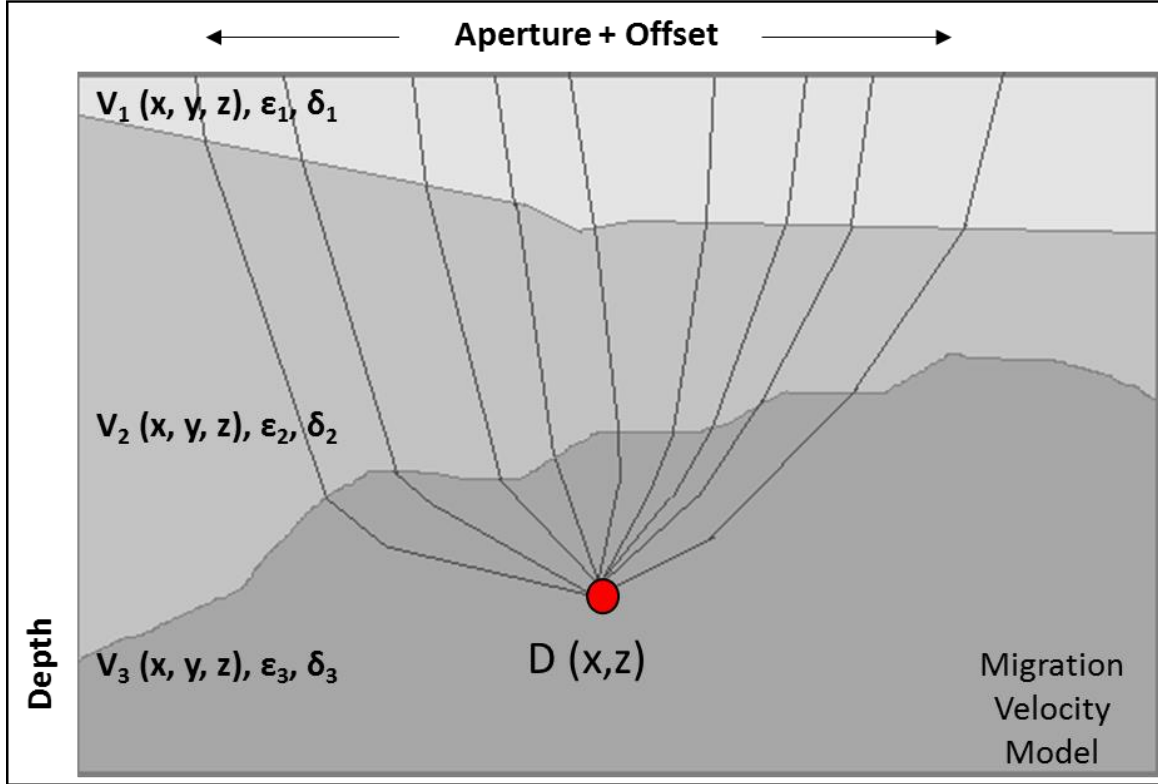 Aperture + Offset
V₁ (x, y, z), ε₁, δ₁
V₂ (x, y, z), ε₂, δ₂
V₃ (x, y, z), ε₃, δ₃
D (x,z)
Depth
Migration
Velocity
Model